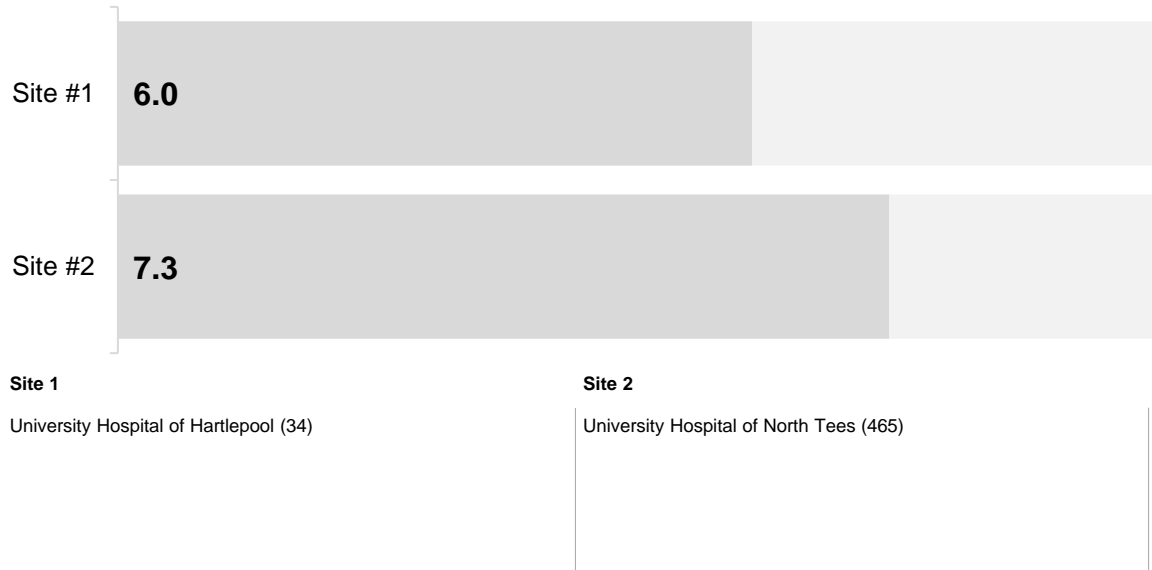 Site #1
6.0
Site #2
7.3
Site 1
Site 2
University Hospital of Hartlepool (34)
University Hospital of North Tees (465)